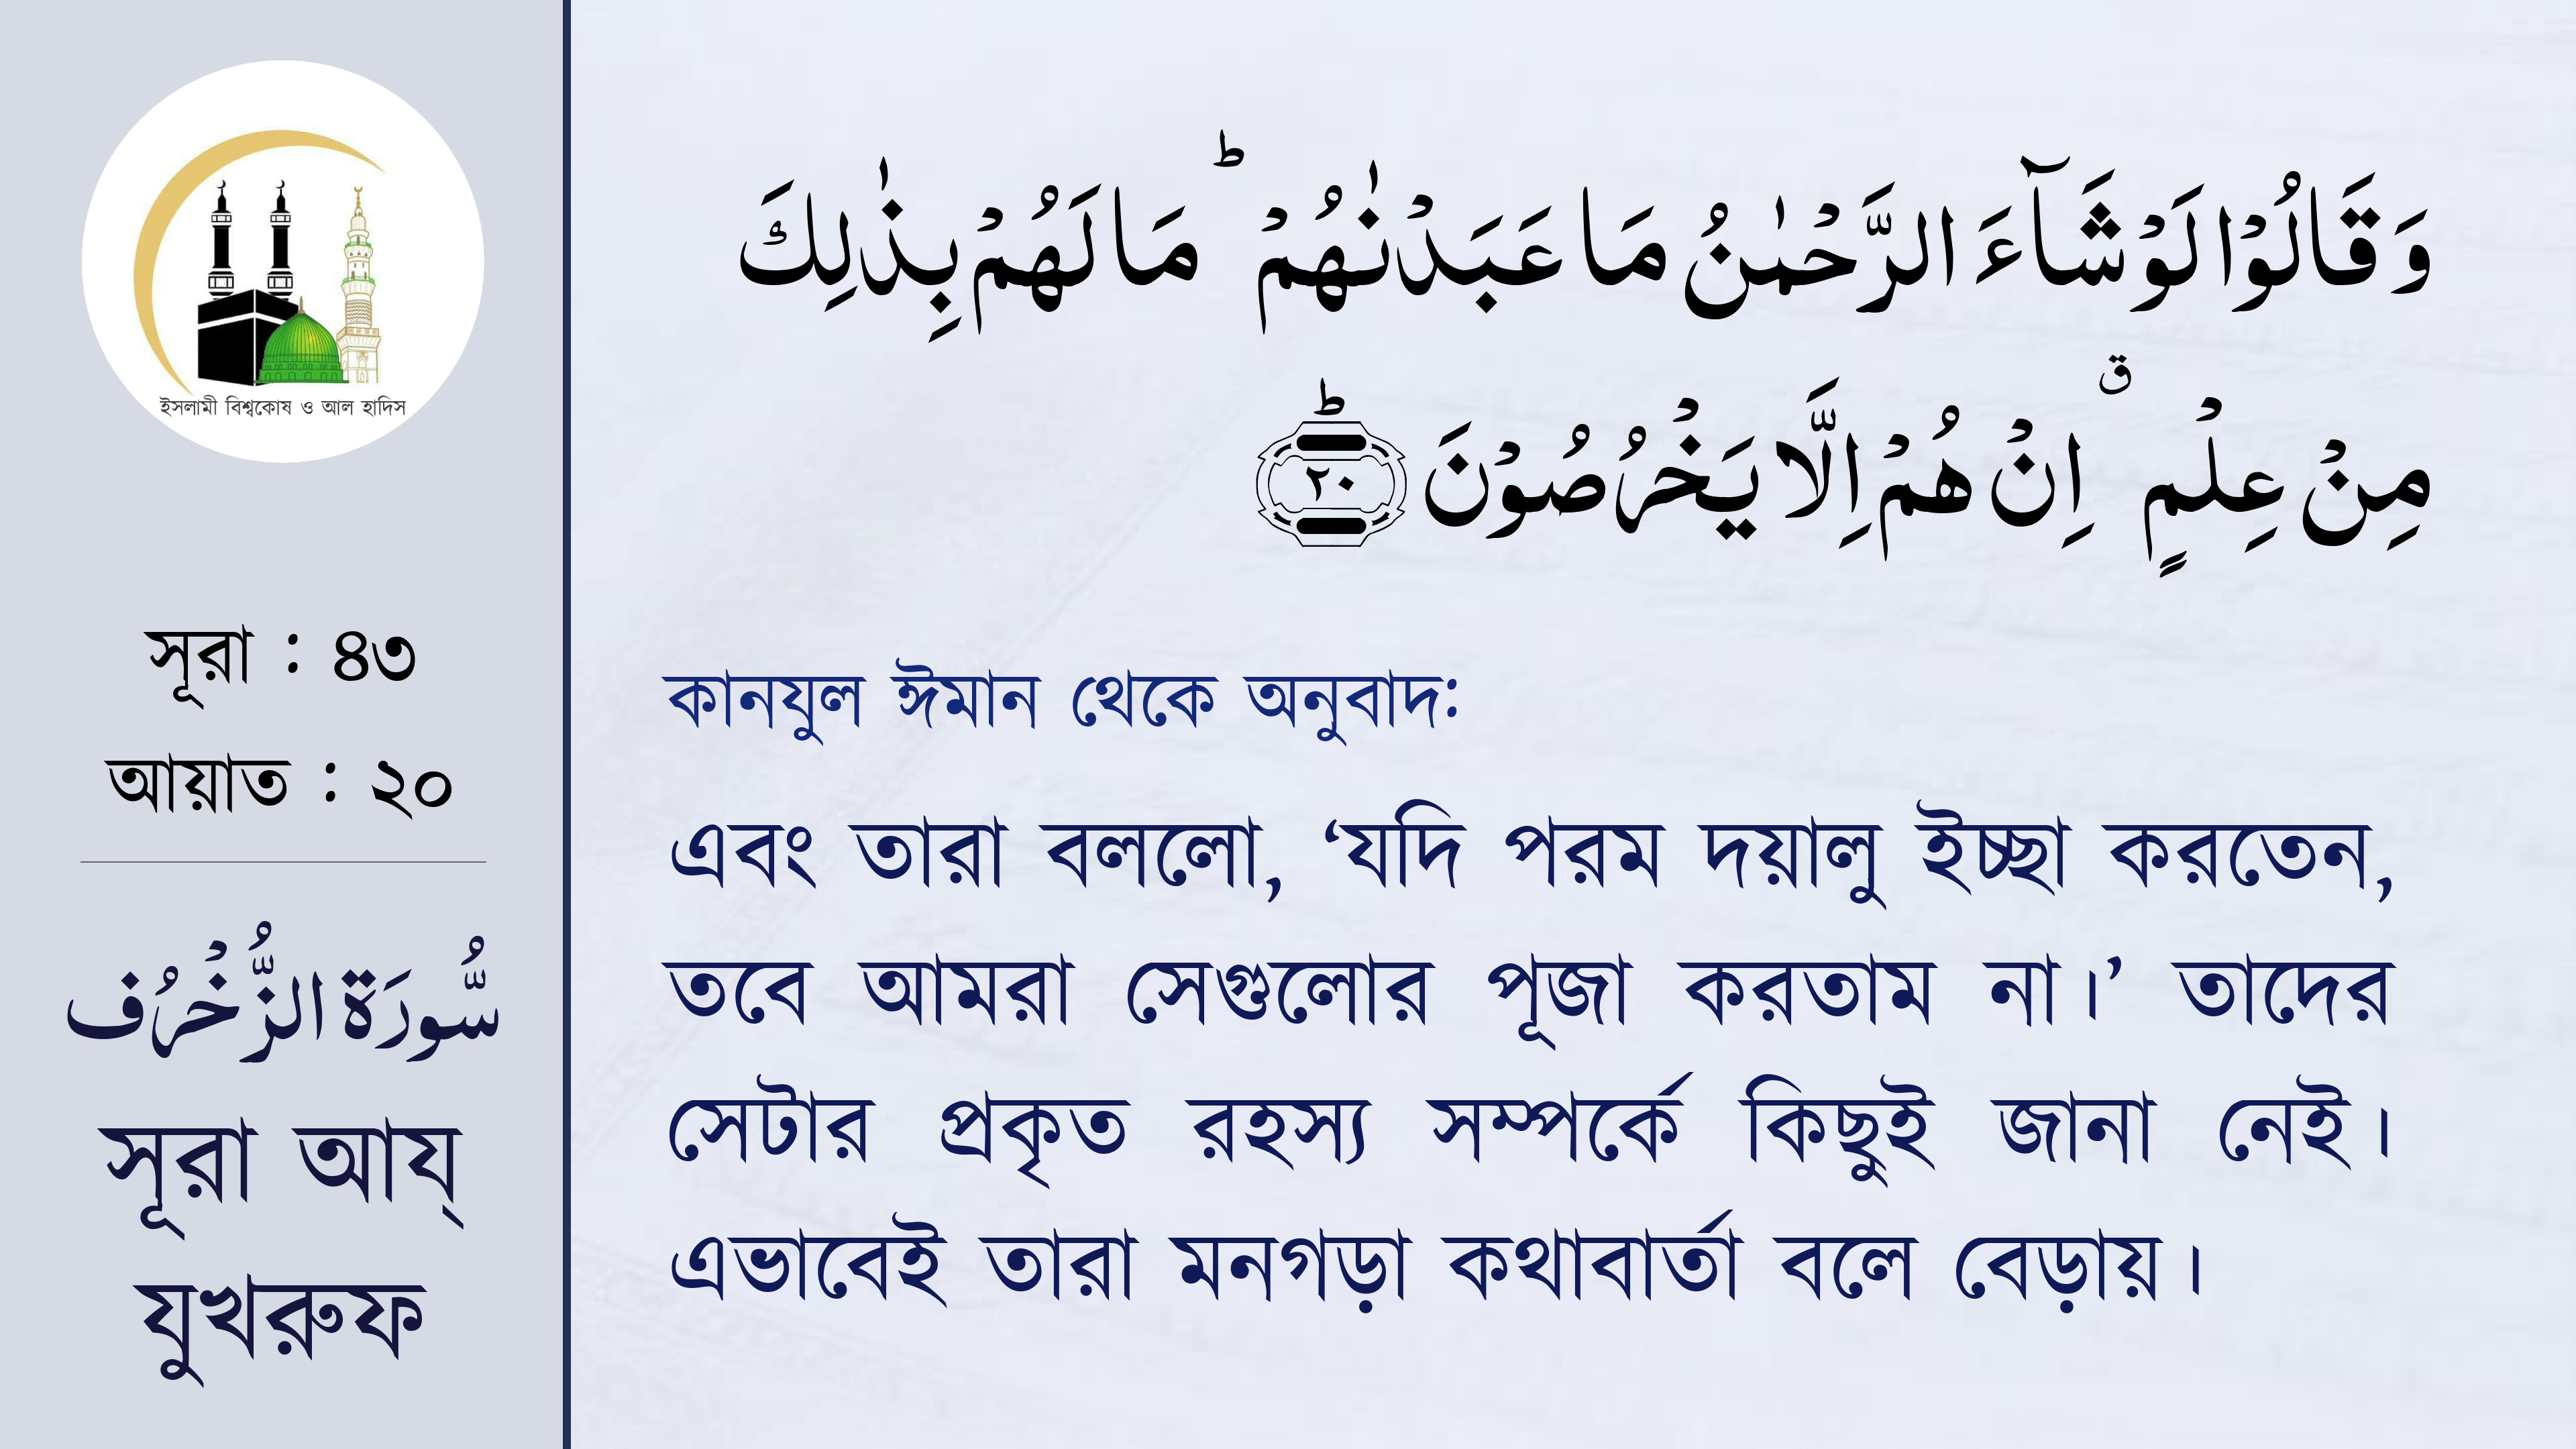 ইসলামী বিশ্বকোষ ও আল হাদিস
সূরা : ৪৩
আয়াত : ২০
سُّورَة الزُّخْرُف
সূরা আয্
যুখরুফ
وَ قَالُوْا لَوْ شَآءَ الرَّحْمٰنُ مَا عَبَدْنٰهُمْ ؕ مَا لَهُمْ بِذٰلِكَ
مِنْ عِلْمٍ ۗ اِنْ هُمْ اِلَّا يَخْرُصُوْنَ ؕ﴿۲۰﴾
কানযুল ঈমান থেকে অনুবাদ:
এবং তারা বললো, ‘যদি পরম দয়ালু ইচ্ছা করতেন,
তবে আমরা সেগুলোর পূজা করতাম না।’ তাদের
সেটার প্রকৃত রহস্য সম্পর্কে কিছুই জানা নেই।
এভাবেই তারা মনগড়া কথাবার্তা বলে বেড়ায়।